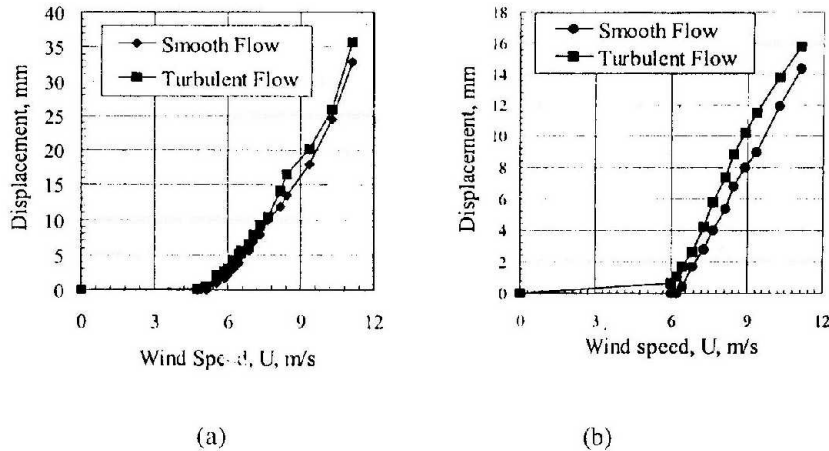 40
35
30
25
20
15
10
5
0
Displacement, mm
Smooth Flow
Turbulent Flow
0 3 6 9 12
Wind Speed, U, m/s
(a)
18
16
14
12
10
8
6
4
2
0
Displacement, mm
Smooth Flow
Turbulent Flow
0 3 6 9 12
Wind speed, U, m/s
(b)